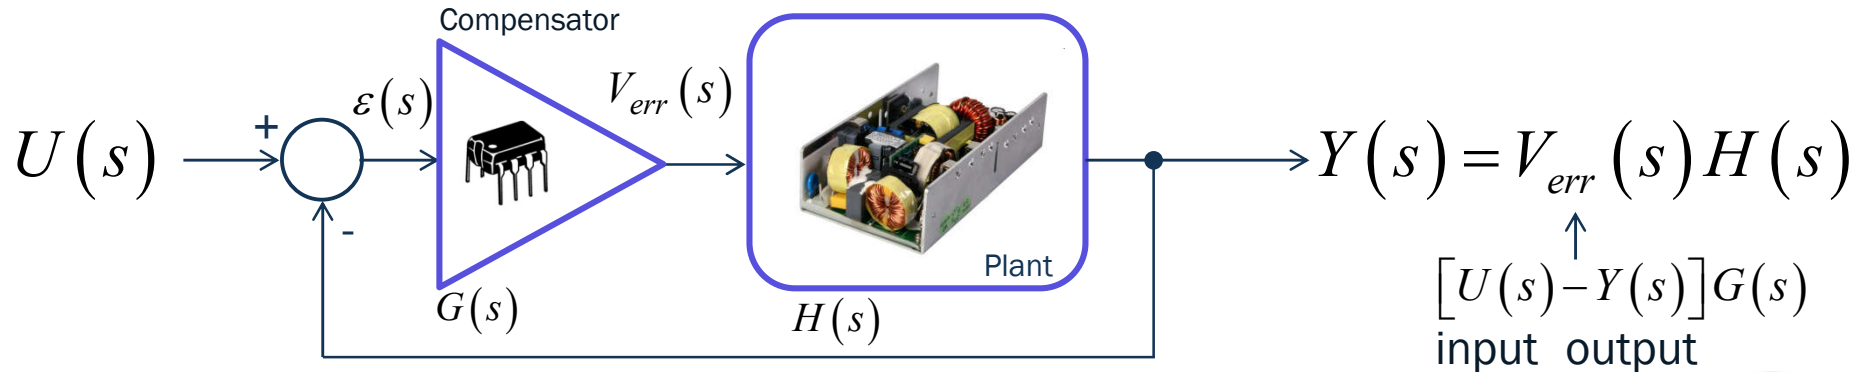 Compensator
U(s)
+
-
ε(s)
G(s)
V_err(s)
H(s)
Plant
Y(s) = V_err(s)H(s)
[U(s)-Y(s)]G(s)
input output